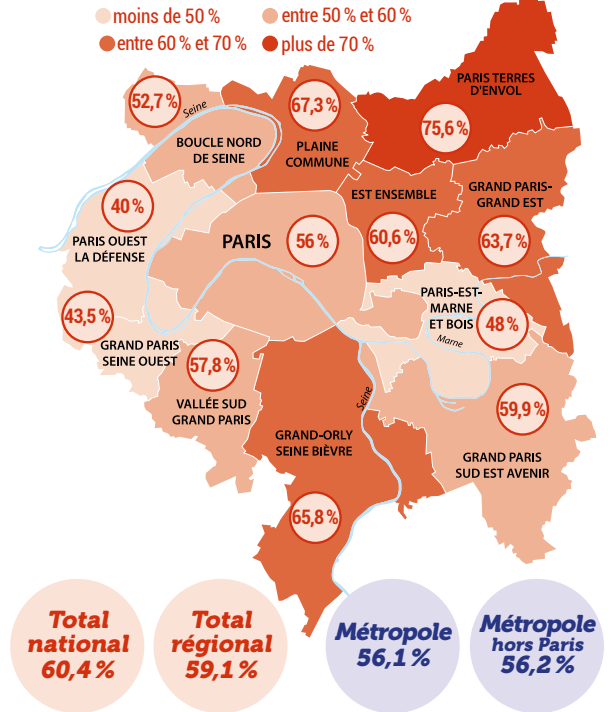 moins de 50 %
entre 50 % et 60 %
entre 60 % et 70 %
plus de 70 %
PARIS TERRES
D'ENVOL
75,6 %
52,7 %
Seine
BOUCLE NORD
DE SEINE
67,3 %
PLAINE
COMMUNE
EST ENSEMBLE
60,6 %
GRAND PARIS-
GRAND EST
63,7 %
40 %
PARIS OUEST
LA DÉFENSE
PARIS
56 %
PARIS-EST-
MARNE
ET BOIS
48 %
Marne
43,5 %
GRAND PARIS
SEINE OUEST
57,8 %
VALLÉE SUD
GRAND PARIS
Seine
GRAND-ORLY
SEINE BIÈVRE
65,8 %
59,9 %
GRAND PARIS
SUD EST AVENIR
Total
national
60,4 %
Total
régional
59,1 %
Métropole
56,1 %
Métropole
hors Paris
56,2 %